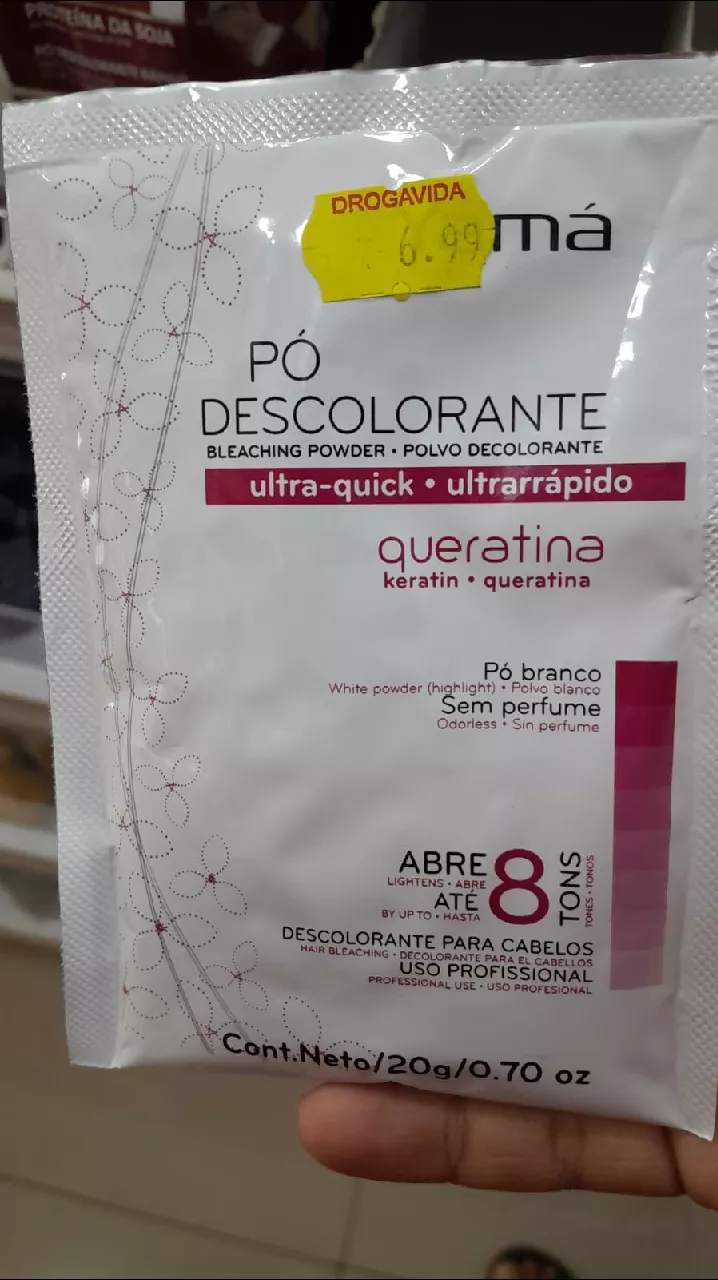 PROTEÍNA DA SOJA
DROGAVIDA
6.99
má
PÓ
DESCOLORANTE
BLEACHING POWDER • POLVO DECOLORANTE
ultra-quick • ultrarrápido
queratina
keratin • queratina
Pó branco
White powder (highlight) • Polvo blanco
Sem perfume
Odorless • Sin perfume
ABRE
LIGHTENS • ABRE
ATÉ
BY UP TO • HASTA
8
TONS
TONES • TONOS
DESCOLORANTE PARA CABELOS
HAIR BLEACHING • DECOLORANTE PARA EL CABELLOS
USO PROFISSIONAL
PROFESSIONAL USE • USO PROFESIONAL
Cont.Neto/20g/0.70 oz